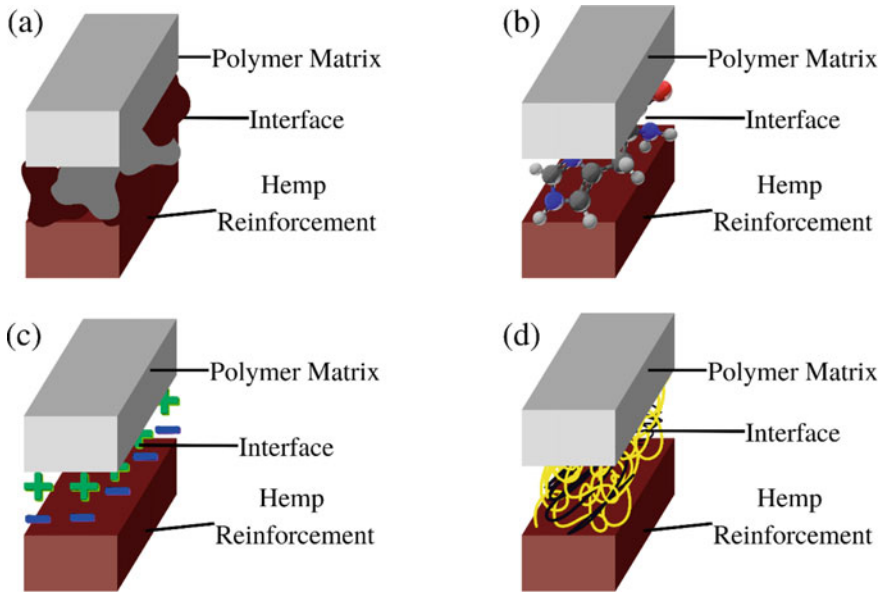 (a)
Polymer Matrix
Interface
Hemp
Reinforcement
(b)
Polymer Matrix
Interface
Hemp
Reinforcement
(c)
Polymer Matrix
Interface
Hemp
Reinforcement
(d)
Polymer Matrix
Interface
Hemp
Reinforcement